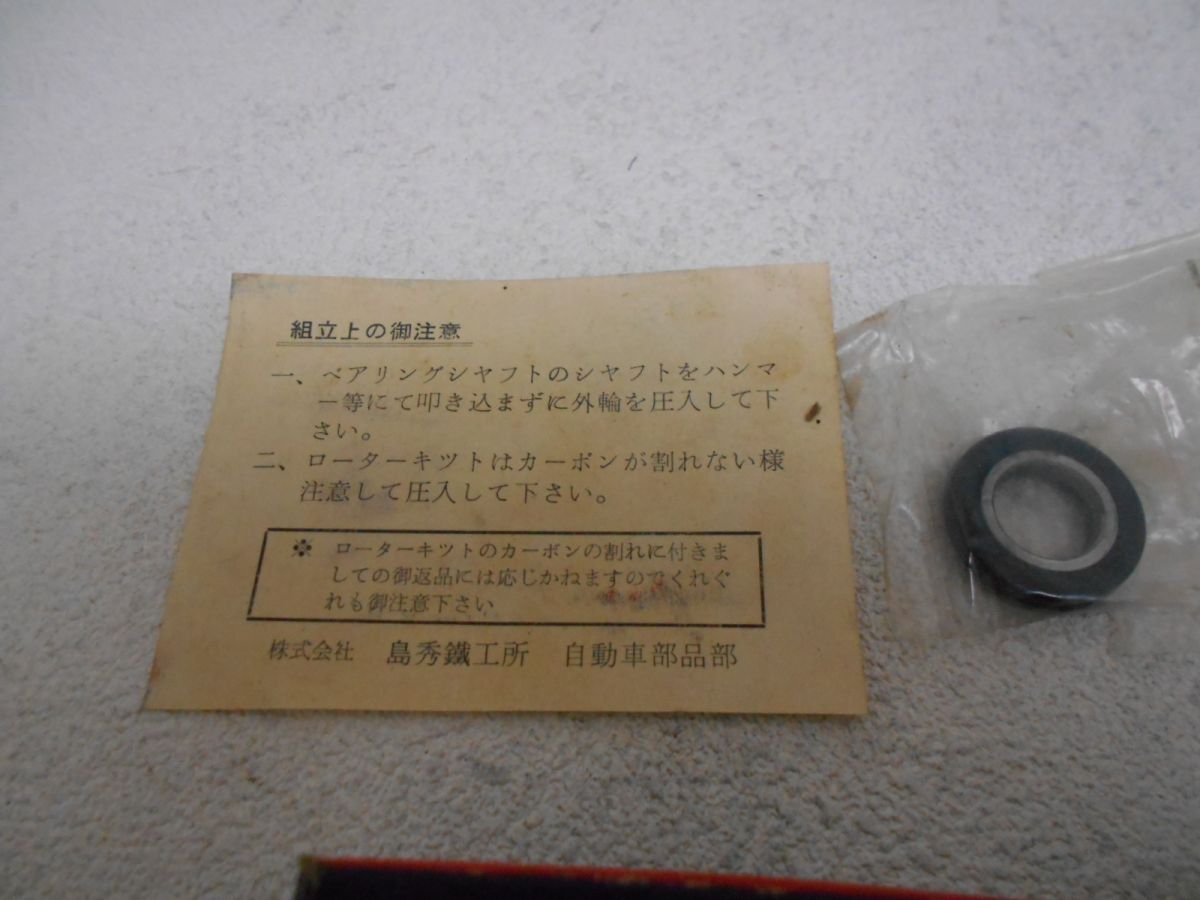 組立上の御注意
一、ベアリングシャフトのシヤフトをハンマ
ー等にて叩き込まずに外輪を圧入して下
さい。
二、ローターキツトはカーボンが割れない様
注意して圧入して下さい。
※ ローターキツトのカーボンの割れに付きま
しての御返品には応じかねますのでくれぐ
れも御注意下さい
株式会社 島秀鐵工所 自動車部品部